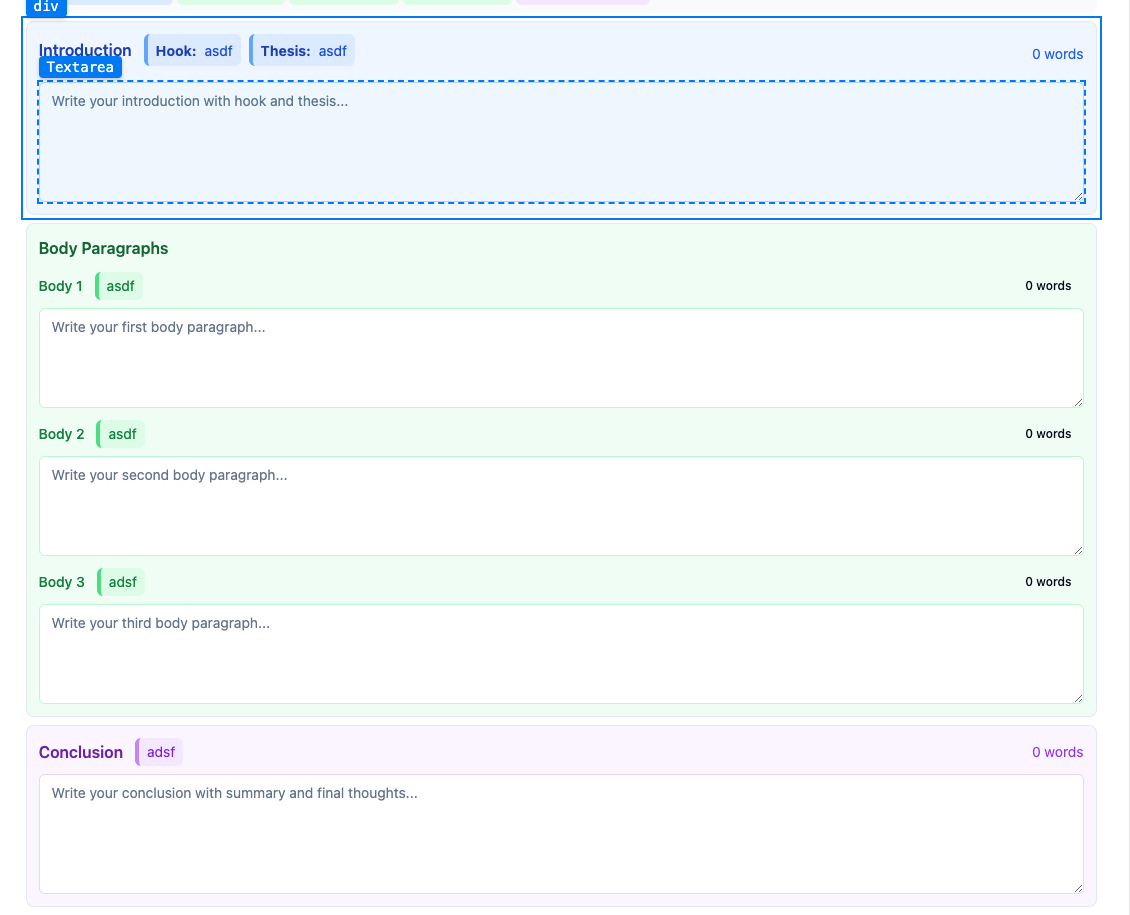 div
Introduction Hook: asdf Thesis: asdf 0 words
Textarea
Write your introduction with hook and thesis...
Body Paragraphs
Body 1 asdf 0 words
Write your first body paragraph...
Body 2 asdf 0 words
Write your second body paragraph...
Body 3 adsf 0 words
Write your third body paragraph...
Conclusion adsf 0 words
Write your conclusion with summary and final thoughts...